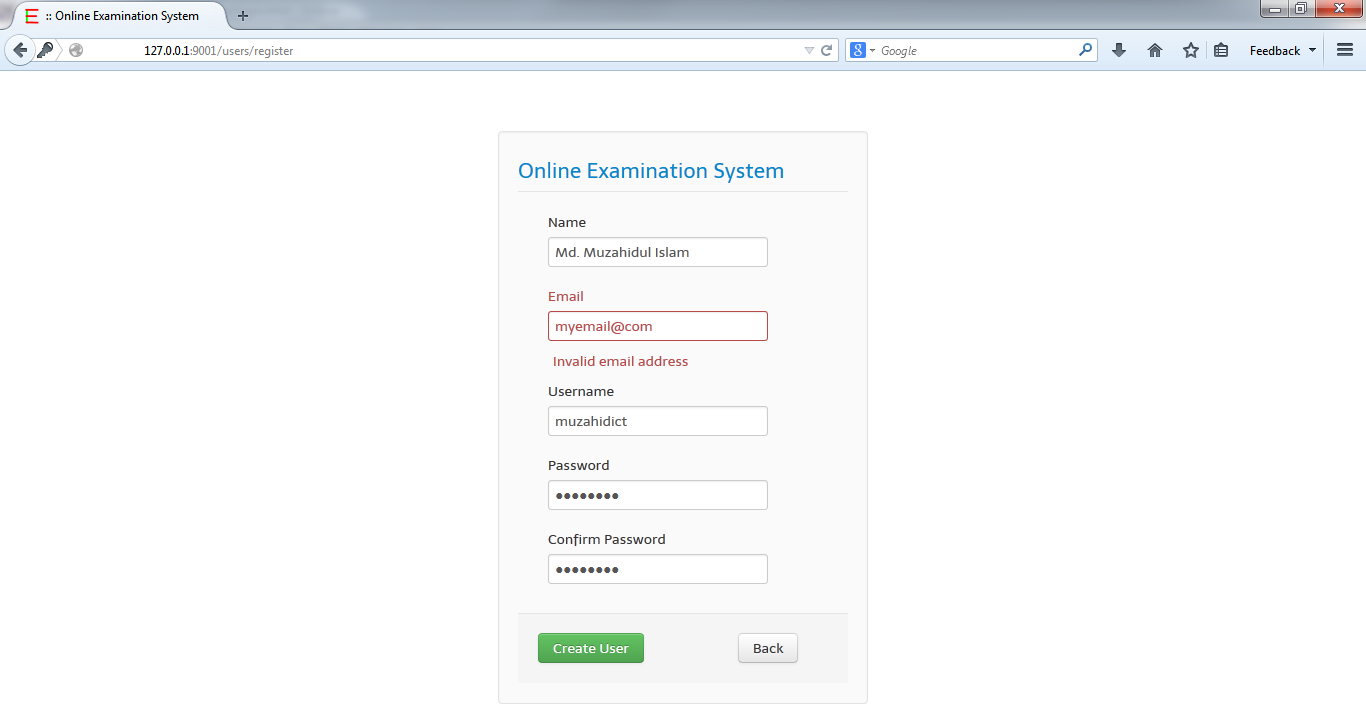 :: Online Examination System
127.0.0.1:9001/users/register
Google
Feedback
Online Examination System
Name
Md. Muzahidul Islam
Email
myemail@com
Invalid email address
Username
muzahidict
Password
●●●●●●●●
Confirm Password
●●●●●●●●
Create User
Back